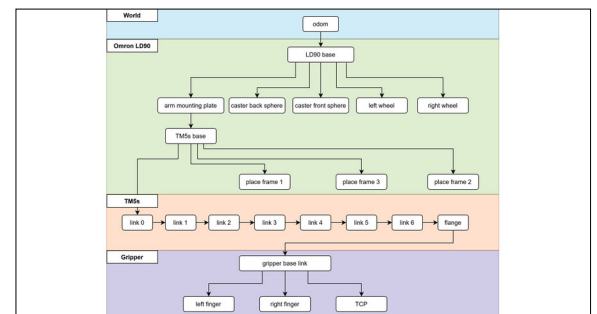 World
odom
Omron LD90
LD90 base
arm mounting plate
caster back sphere
caster front sphere
left wheel
right wheel
TM5s base
place frame 1
place frame 3
place frame 2
TM5s
link 0
link 1
link 2
link 3
link 4
link 5
link 6
flange
Gripper
gripper base link
left finger
right finger
TCP